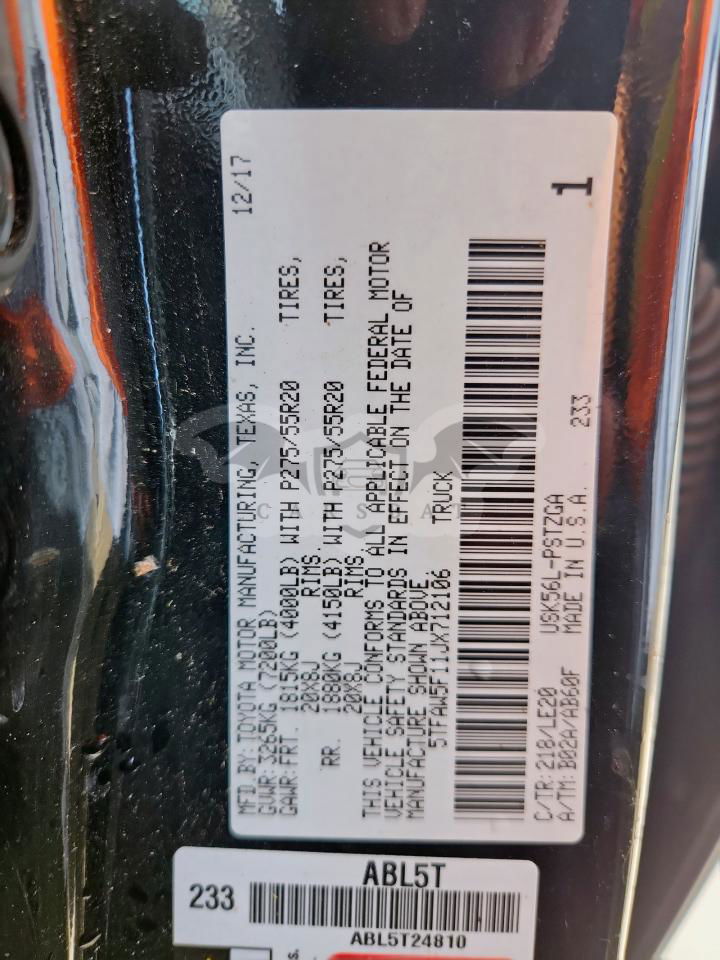 MFD BY: TOYOTA MOTOR MANUFACTURING, TEXAS, INC. 12/17
GVWR: 3265KG (7200LB)
GAWR: FRT. 1815KG (4000LB) WITH P275/55R20 TIRES,
20X8J RIMS.
RR. 1880KG (4150LB) WITH P275/55R20 TIRES,
20X8J RIMS.
THIS VEHICLE CONFORMS TO ALL APPLICABLE FEDERAL MOTOR
VEHICLE SAFETY STANDARDS IN EFFECT ON THE DATE OF
MANUFACTURE SHOWN ABOVE.
5TFAW5F11JX712106 TRUCK
1
C/TR: 218/LE20 USK56L-PSTZGA 233
A/TM: B02A/AB60F MADE IN U.S.A.
ABL5T
233
ABL5T24810
s.